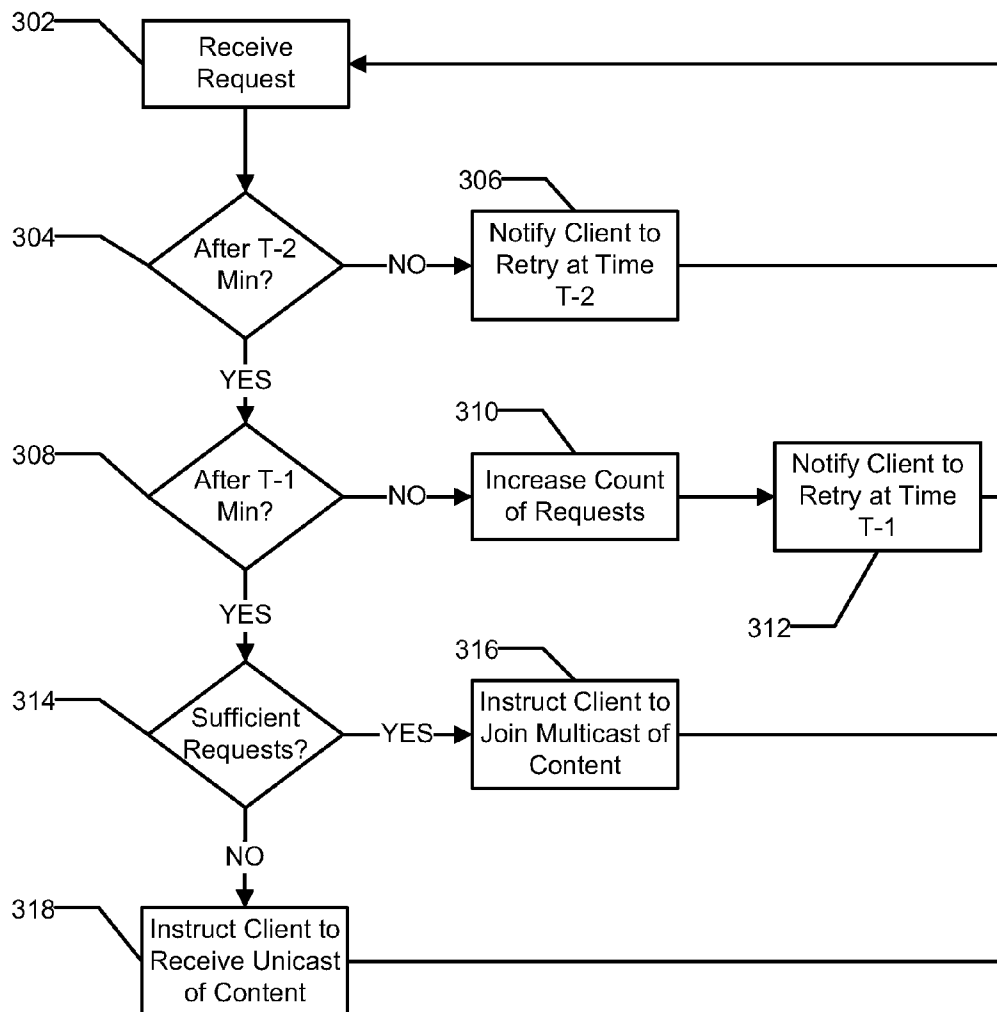 302
Receive
Request
304
After T-2
Min?
NO
306
Notify Client to
Retry at Time
T-2
YES
308
After T-1
Min?
NO
310
Increase Count
of Requests
Notify Client to
Retry at Time
T-1
312
YES
314
Sufficient
Requests?
YES
316
Instruct Client to
Join Multicast of
Content
NO
318
Instruct Client to
Receive Unicast
of Content